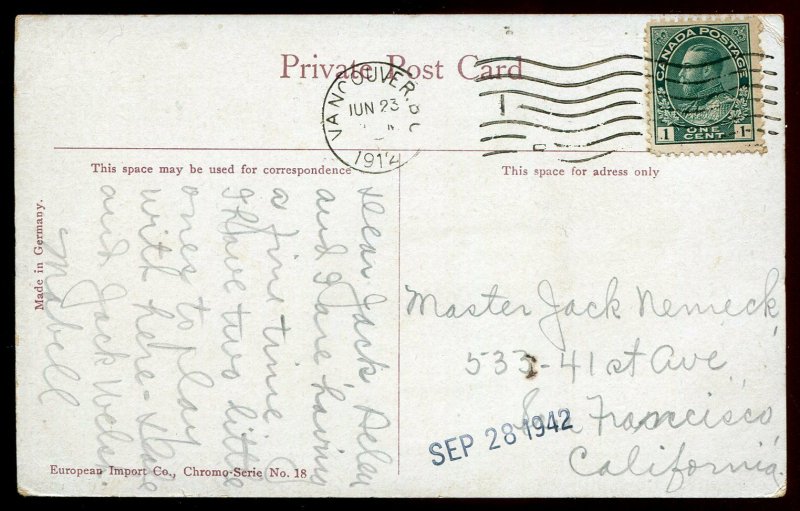 Private Post Card
VANCOUVER, B.C.
JUN 23
1914
CANADA POSTAGE
1 ONE CENT 1
This space may be used for correspondence
This space for adress only
Dear Jack, Helen
and I are having
a fine time
I have two little
ones to play
with here -
and Jack
Mabell
Master Jack Nemeck,
533-41st Ave,
San Francisco,
California.
SEP 28 1942
Made in Germany.
European Import Co., Chromo-Serie No. 18